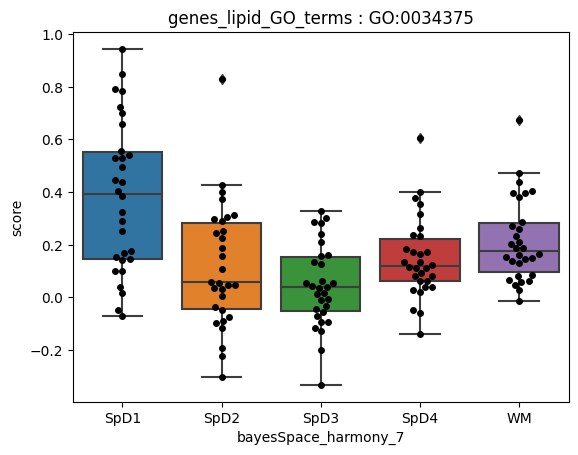 genes_lipid_GO_terms : GO:0034375
1.0
0.8
0.6
0.4
0.2
0.0
−0.2
score
SpD1 SpD2 SpD3 SpD4 WM
bayesSpace_harmony_7